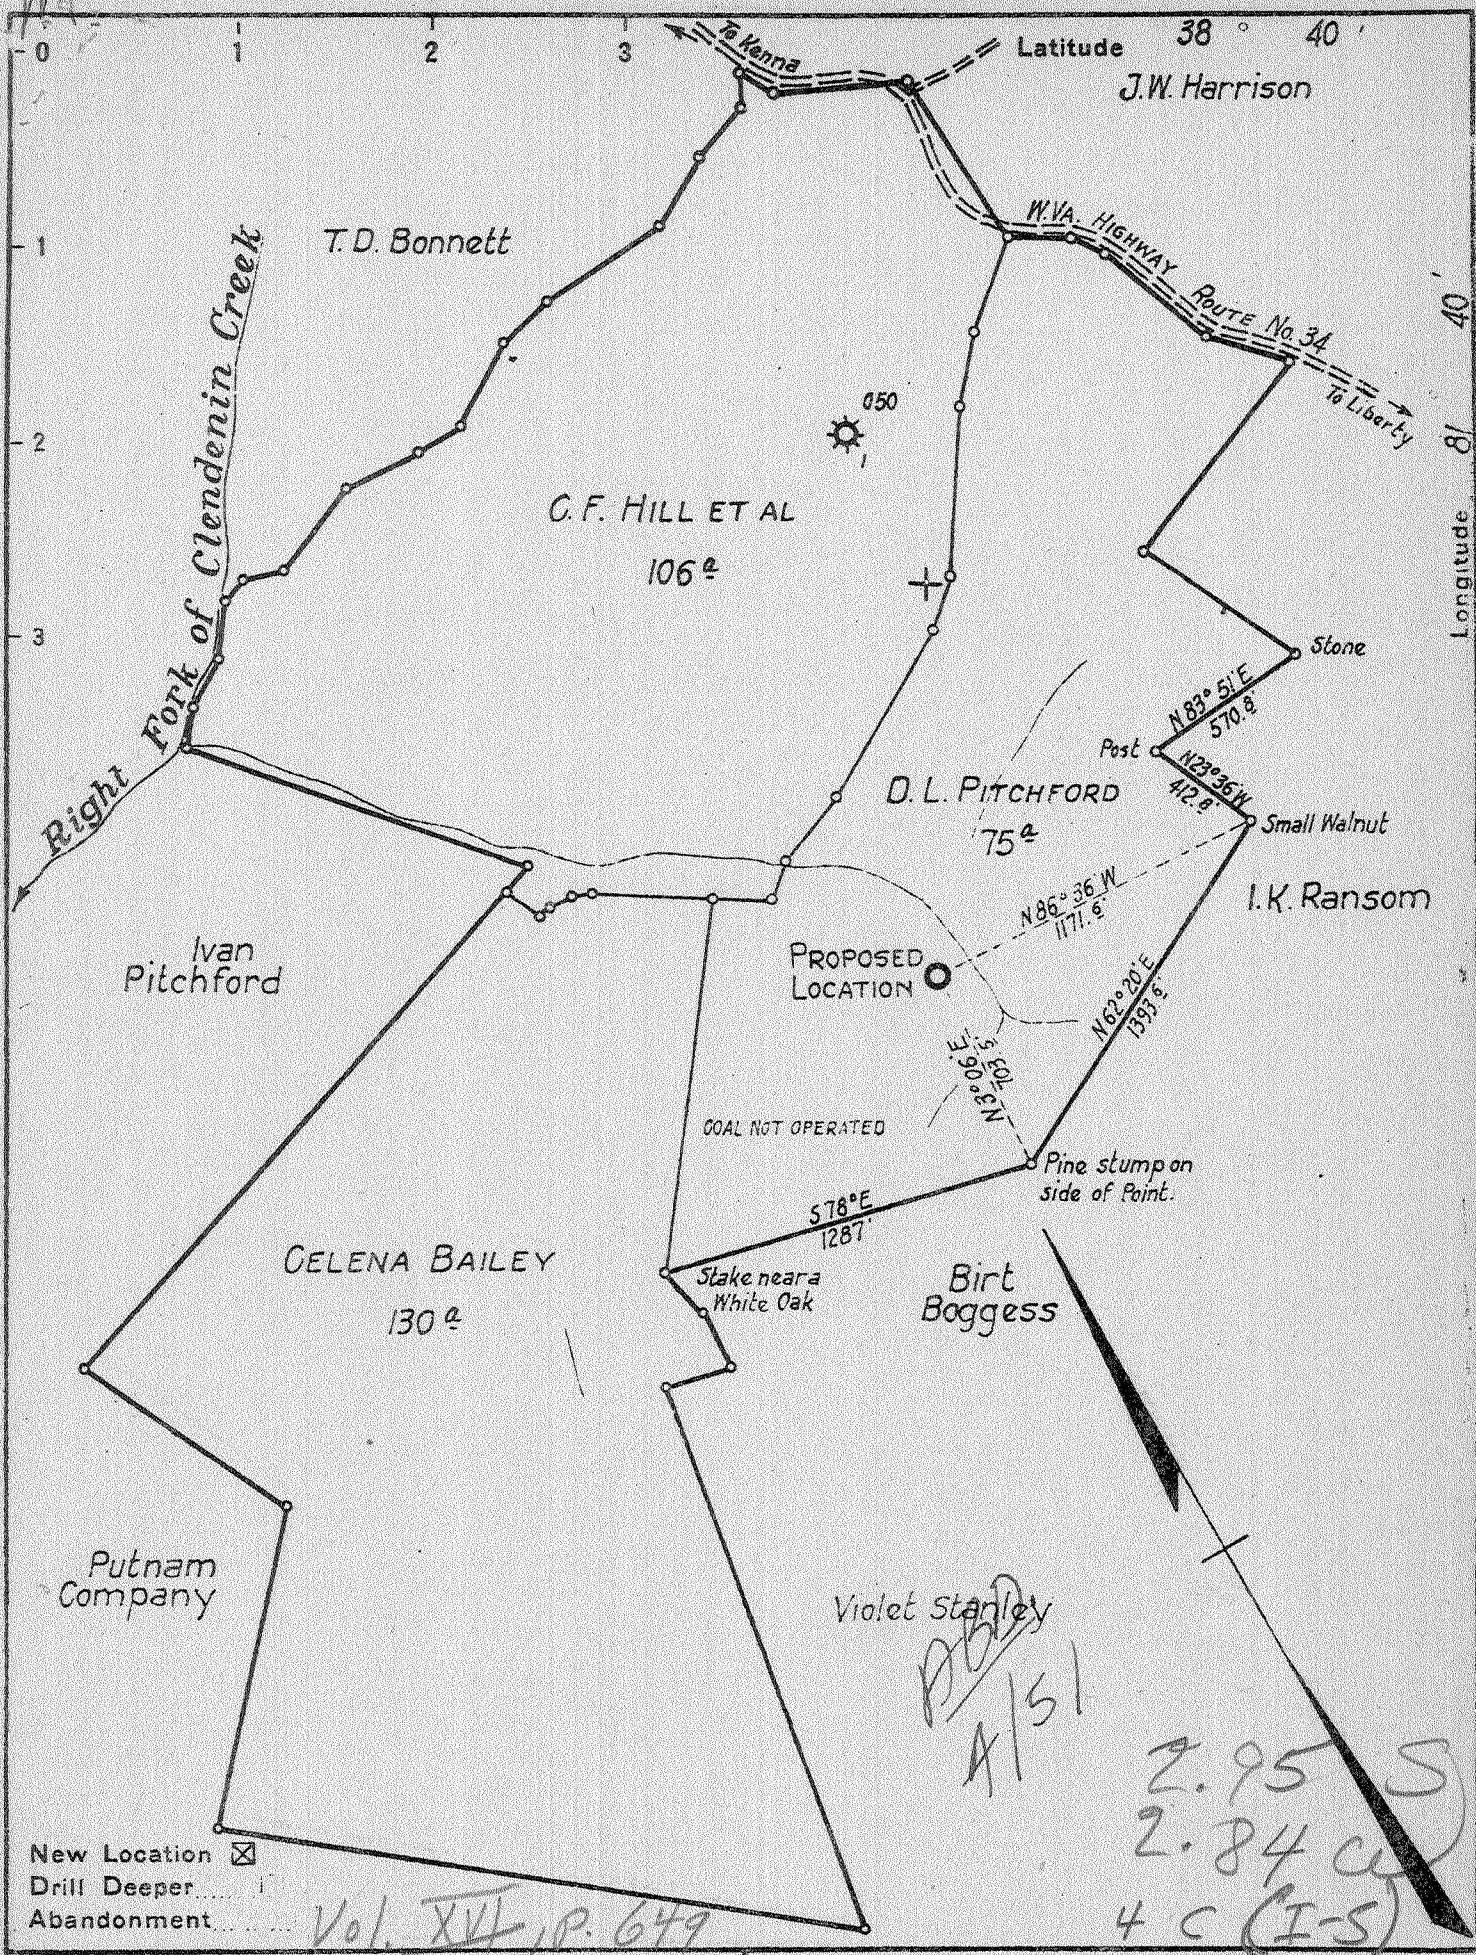 0 1 2 3
To Kenna
Latitude 38° 40'
J.W. Harrison
1
T. D. Bonnett
W.VA. HIGHWAY ROUTE No. 34
To Liberty
Longitude 81 40'
Right Fork of Clendenin Creek
2
050
1
C. F. HILL ET AL
106 a
3
Stone
N 83° 51' E
570.8'
Post
N 23° 36' W
412.8'
D. L. PITCHFORD
75 a
Small Walnut
N 86° 36' W
1171.6'
I.K. Ransom
Ivan
Pitchford
PROPOSED
LOCATION
N 62° 20' E
1393.6'
N 3° 06' E
703.5'
COAL NOT OPERATED
Pine stump on
side of Point.
S 78° E
1287'
CELENA BAILEY
130 a
Stake near a
White Oak
Birt
Boggess
Putnam
Company
Violet Stanley
2.95 S
2.84
4 C (I-S)
New Location ☒
Drill Deeper
Abandonment
Vol. XVI, P. 649